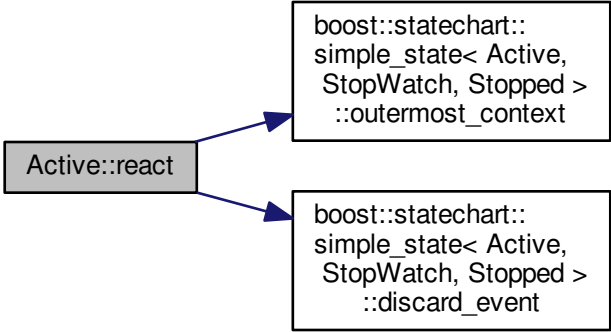 boost::statechart::
simple_state< Active,
StopWatch, Stopped >
::outermost_context
Active::react
boost::statechart::
simple_state< Active,
StopWatch, Stopped >
::discard_event